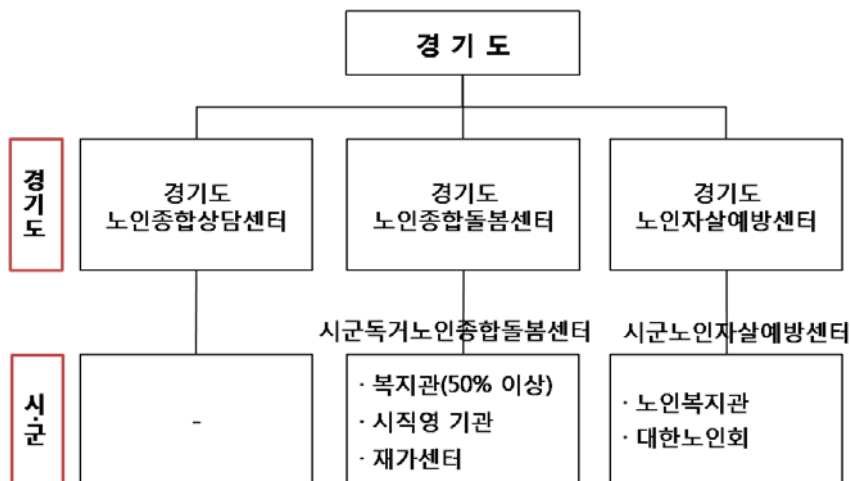 경 기 도
경기도
경기도
노인종합상담센터
경기도
노인종합돌봄센터
경기도
노인자살예방센터
시군독거노인종합돌봄센터
시군노인자살예방센터
시·군
-
· 복지관(50% 이상)
· 시직영 기관
· 재가센터
· 노인복지관
· 대한노인회